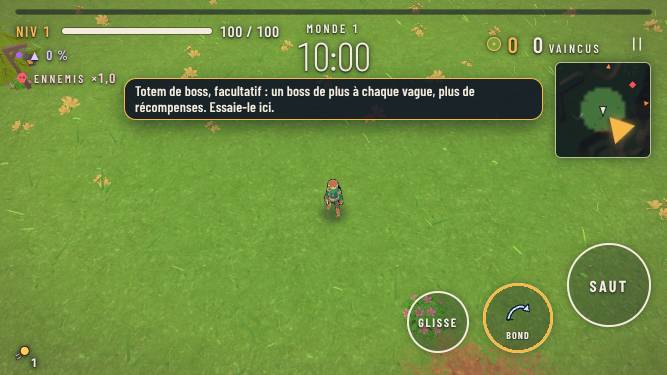 NIV 1
100 / 100
MONDE 1
10:00
0
0 VAINCUS
0 %
ENNEMIS ×1,0
Totem de boss, facultatif : un boss de plus à chaque vague, plus de
récompenses. Essaie-le ici.
SAUT
GLISSE
BOND
1